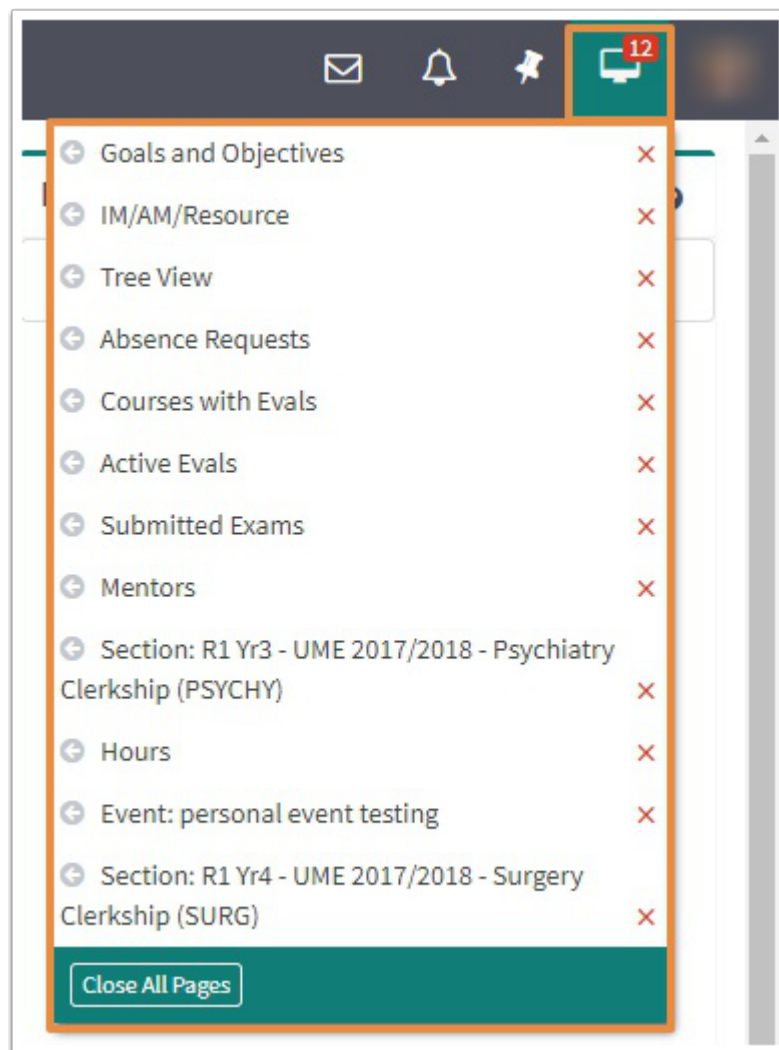 12
Goals and Objectives
IM/AM/Resource
Tree View
Absence Requests
Courses with Evals
Active Evals
Submitted Exams
Mentors
Section: R1 Yr3 - UME 2017/2018 - Psychiatry
Clerkship (PSYCHY)
Hours
Event: personal event testing
Section: R1 Yr4 - UME 2017/2018 - Surgery
Clerkship (SURG)
Close All Pages